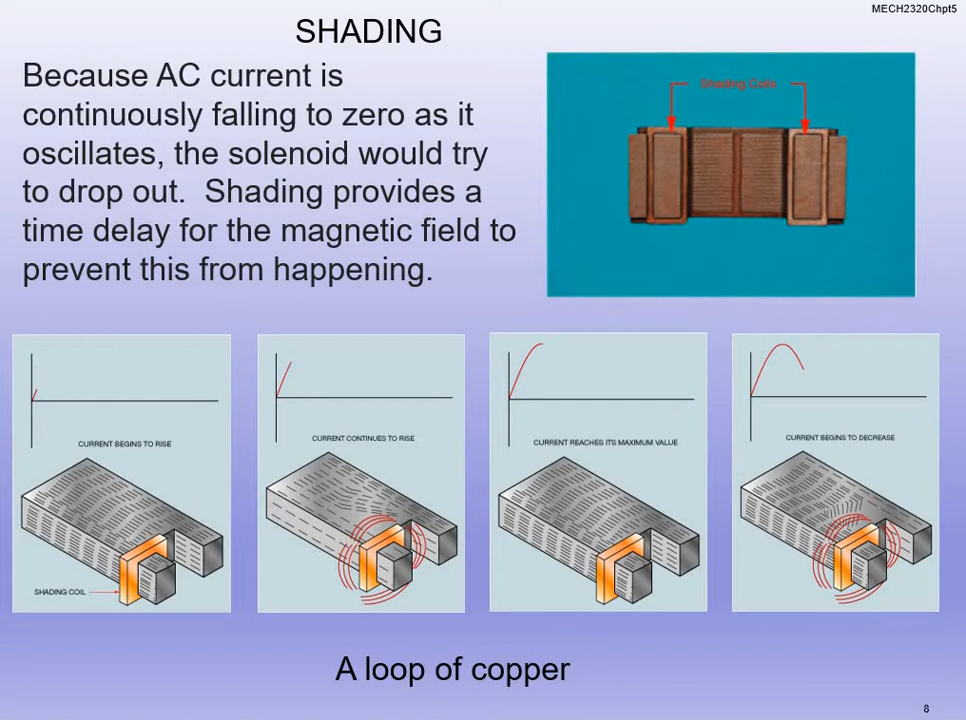 MECH2320Chpt5
SHADING
Because AC current is
continuously falling to zero as it
oscillates, the solenoid would try
to drop out.  Shading provides a
time delay for the magnetic field to
prevent this from happening.
Shading Coils
CURRENT BEGINS TO RISE
SHADING COIL
CURRENT CONTINUES TO RISE
CURRENT REACHES ITS MAXIMUM VALUE
CURRENT BEGINS TO DECREASE
A loop of copper
8